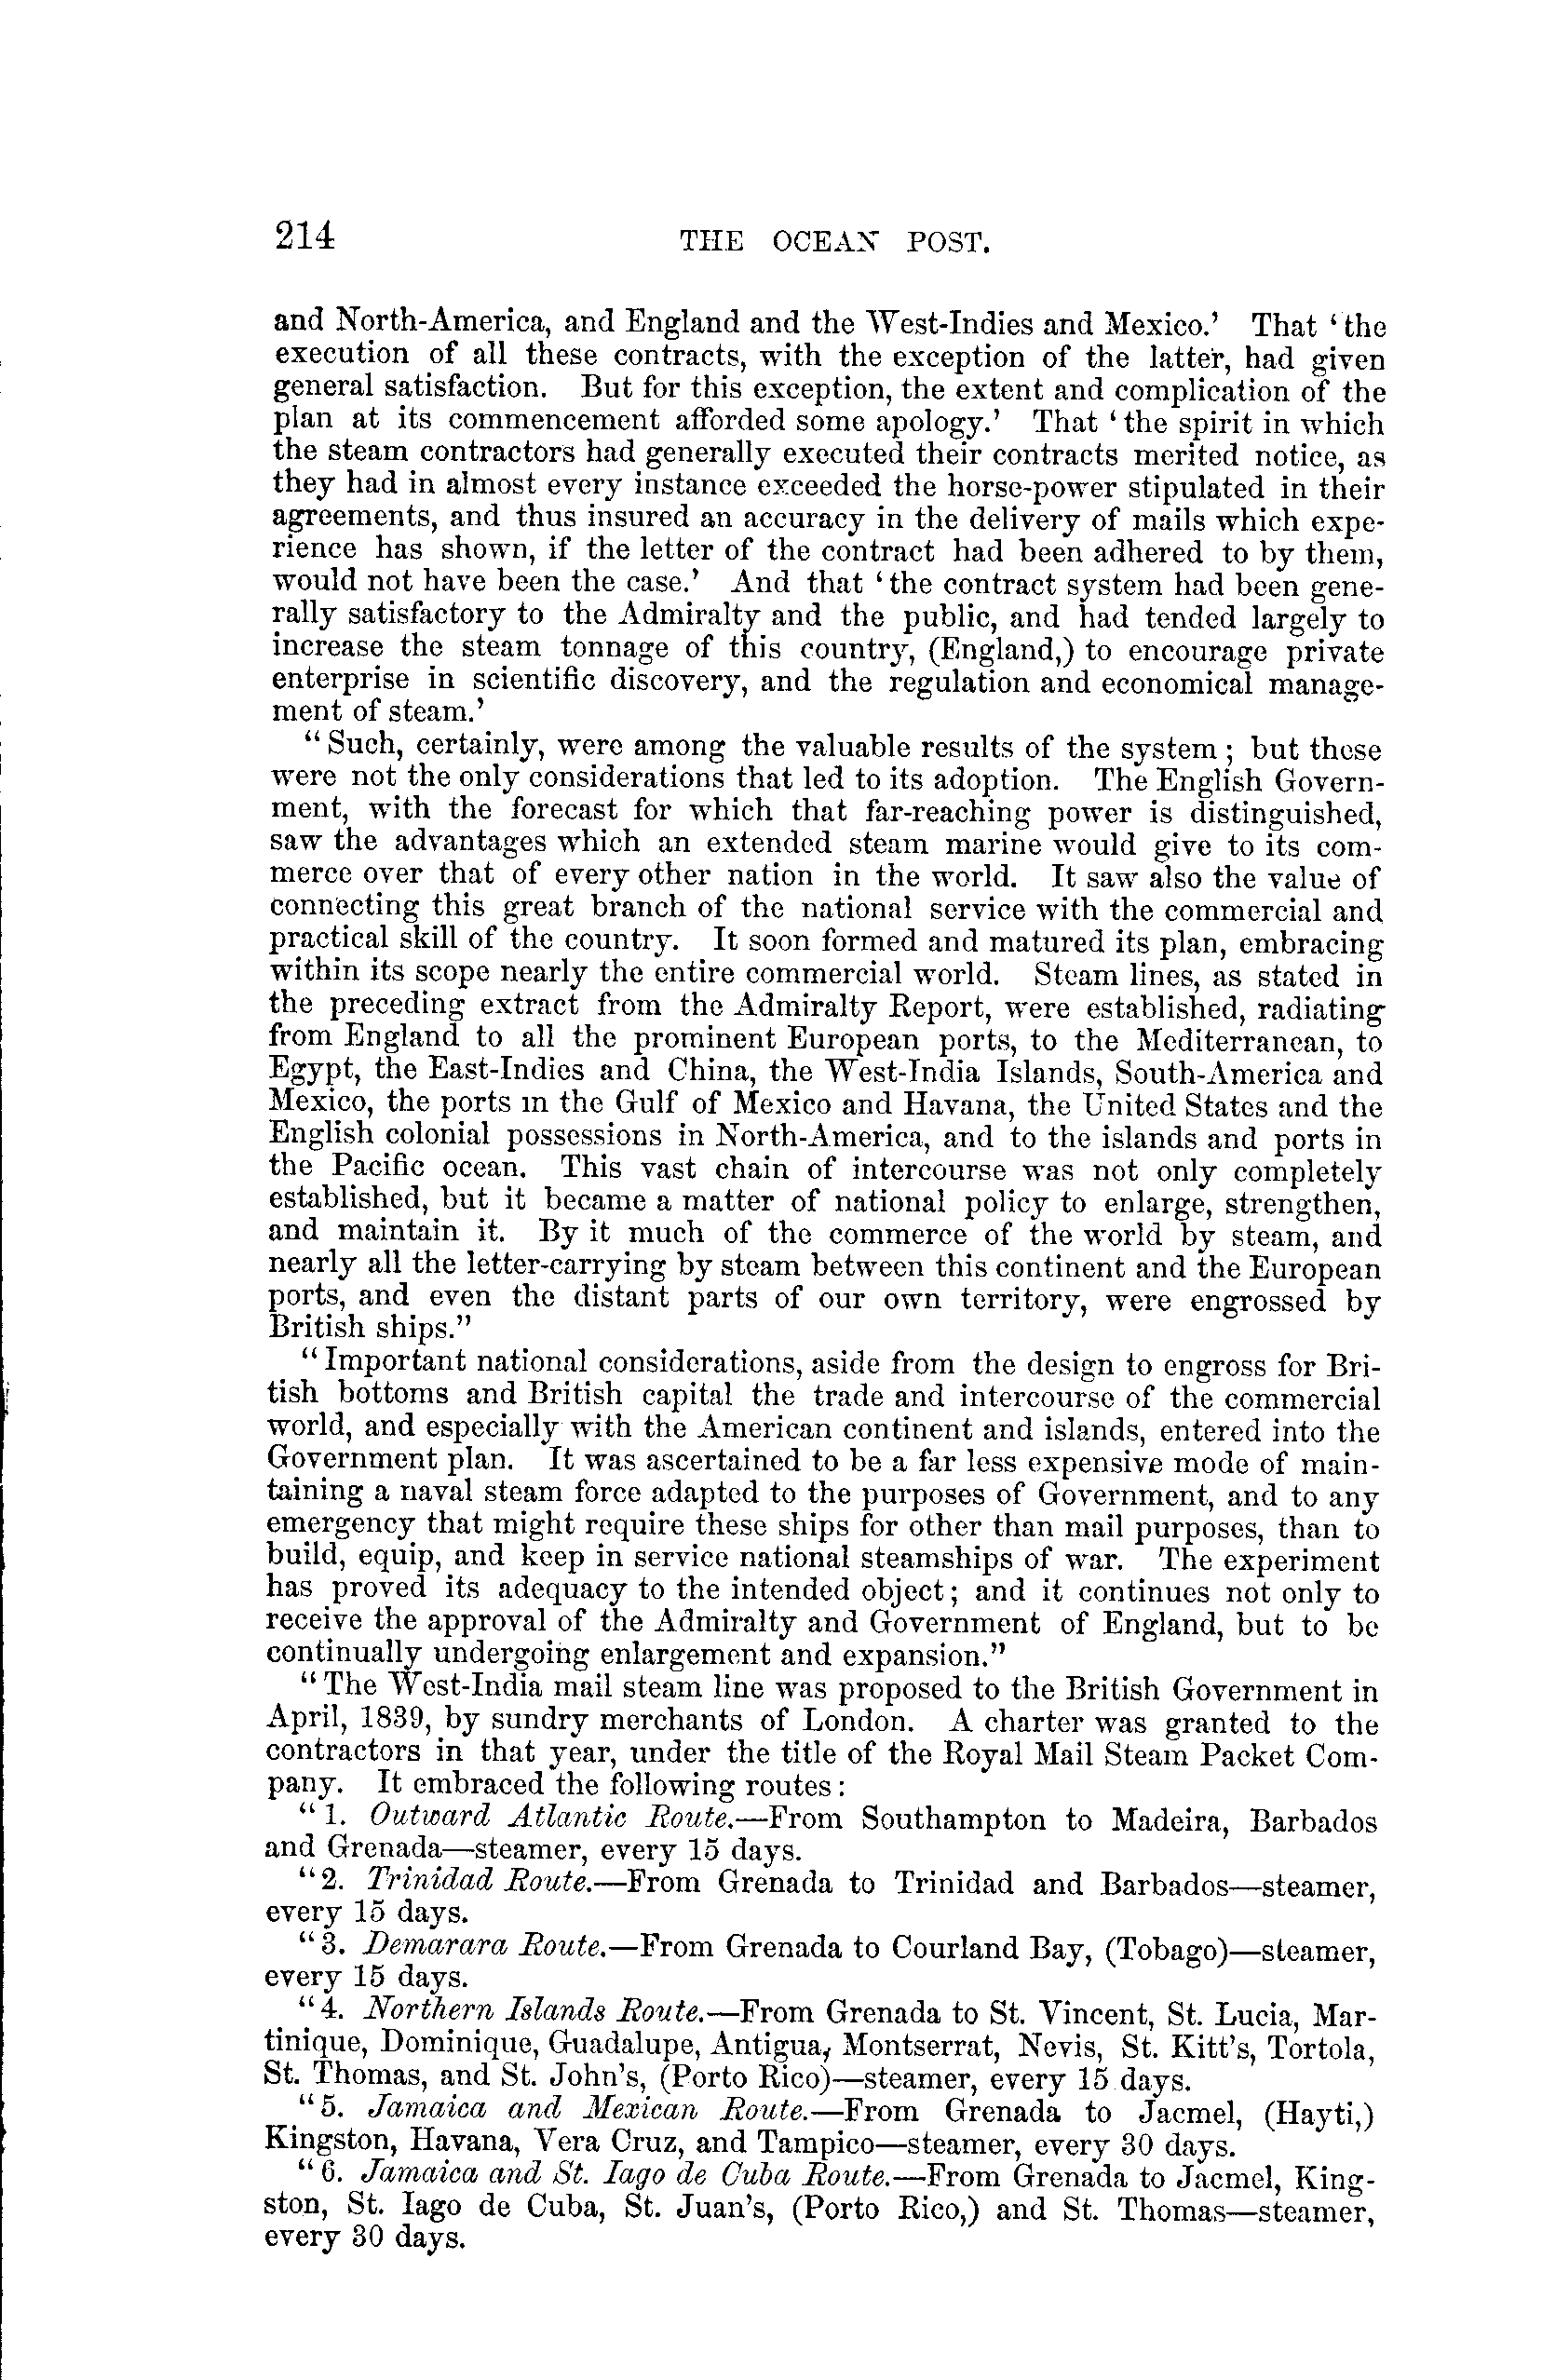 214 THE OCEAN POST.
and North-America, and England and the West-Indies and Mexico.' That 'the
execution of all these contracts, with the exception of the latter, had given
general satisfaction. But for this exception, the extent and complication of the
plan at its commencement afforded some apology.' That 'the spirit in which
the steam contractors had generally executed their contracts merited notice, as
they had in almost every instance exceeded the horse-power stipulated in their
agreements, and thus insured an accuracy in the delivery of mails which expe-
rience has shown, if the letter of the contract had been adhered to by them,
would not have been the case.' And that 'the contract system had been gene-
rally satisfactory to the Admiralty and the public, and had tended largely to
increase the steam tonnage of this country, (England,) to encourage private
enterprise in scientific discovery, and the regulation and economical manage-
ment of steam.'
"Such, certainly, were among the valuable results of the system; but these
were not the only considerations that led to its adoption. The English Govern-
ment, with the forecast for which that far-reaching power is distinguished,
saw the advantages which an extended steam marine would give to its com-
merce over that of every other nation in the world. It saw also the value of
connecting this great branch of the national service with the commercial and
practical skill of the country. It soon formed and matured its plan, embracing
within its scope nearly the entire commercial world. Steam lines, as stated in
the preceding extract from the Admiralty Report, were established, radiating
from England to all the prominent European ports, to the Mediterranean, to
Egypt, the East-Indies and China, the West-India Islands, South-America and
Mexico, the ports in the Gulf of Mexico and Havana, the United States and the
English colonial possessions in North-America, and to the islands and ports in
the Pacific ocean. This vast chain of intercourse was not only completely
established, but it became a matter of national policy to enlarge, strengthen,
and maintain it. By it much of the commerce of the world by steam, and
nearly all the letter-carrying by steam between this continent and the European
ports, and even the distant parts of our own territory, were engrossed by
British ships."
"Important national considerations, aside from the design to engross for Bri-
tish bottoms and British capital the trade and intercourse of the commercial
world, and especially with the American continent and islands, entered into the
Government plan. It was ascertained to be a far less expensive mode of main-
taining a naval steam force adapted to the purposes of Government, and to any
emergency that might require these ships for other than mail purposes, than to
build, equip, and keep in service national steamships of war. The experiment
has proved its adequacy to the intended object; and it continues not only to
receive the approval of the Admiralty and Government of England, but to be
continually undergoing enlargement and expansion."
"The West-India mail steam line was proposed to the British Government in
April, 1839, by sundry merchants of London. A charter was granted to the
contractors in that year, under the title of the Royal Mail Steam Packet Com-
pany. It embraced the following routes:
"1. Outward Atlantic Route.—From Southampton to Madeira, Barbados
and Grenada—steamer, every 15 days.
"2. Trinidad Route.—From Grenada to Trinidad and Barbados—steamer,
every 15 days.
"3. Demarara Route.—From Grenada to Courland Bay, (Tobago)—steamer,
every 15 days.
"4. Northern Islands Route.—From Grenada to St. Vincent, St. Lucia, Mar-
tinique, Dominique, Guadalupe, Antigua, Montserrat, Nevis, St. Kitt's, Tortola,
St. Thomas, and St. John's, (Porto Rico)—steamer, every 15 days.
"5. Jamaica and Mexican Route.—From Grenada to Jacmel, (Hayti,)
Kingston, Havana, Vera Cruz, and Tampico—steamer, every 30 days.
"6. Jamaica and St. Iago de Cuba Route.—From Grenada to Jacmel, King-
ston, St. Iago de Cuba, St. Juan's, (Porto Rico,) and St. Thomas—steamer,
every 30 days.